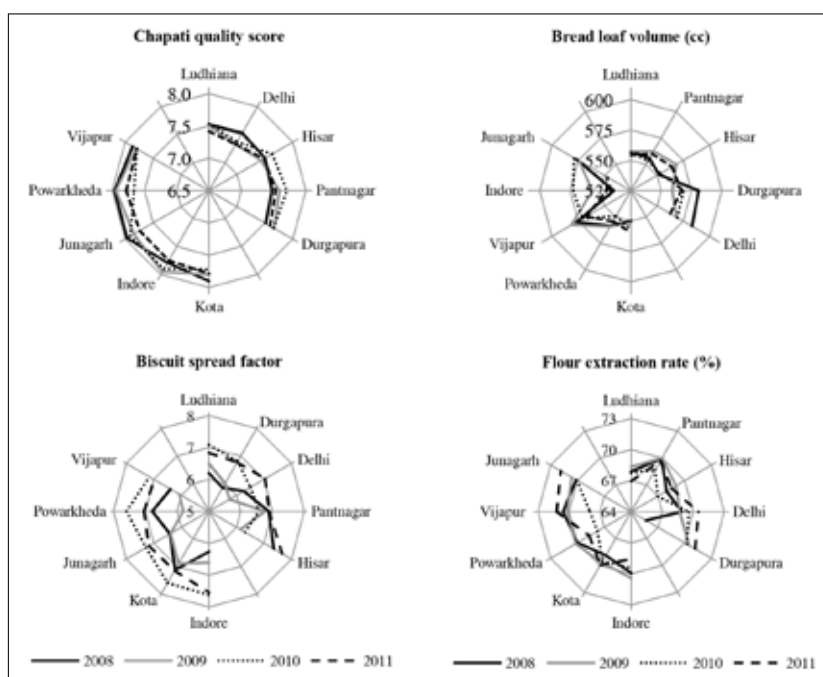 Chapati quality score
Ludhiana
Delhi
Hisar
Pantnagar
Durgapura
Kota
Indore
Junagarh
Powarkheda
Vijapur
8.0
7.5
7.0
6.5
Bread loaf volume (cc)
Ludhiana
Pantnagar
Hisar
Durgapura
Delhi
Kota
Powarkheda
Vijapur
Indore
Junagarh
600
575
550
Biscuit spread factor
Ludhiana
Durgapura
Delhi
Pantnagar
Hisar
Indore
Kota
Junagarh
Powarkheda
Vijapur
8
7
6
5
Flour extraction rate (%)
Ludhiana
Pantnagar
Hisar
Delhi
Durgapura
Indore
Kota
Powarkheda
Vijapur
Junagarh
73
70
67
64
2008 2009 2010 2011
2008 2009 2010 2011